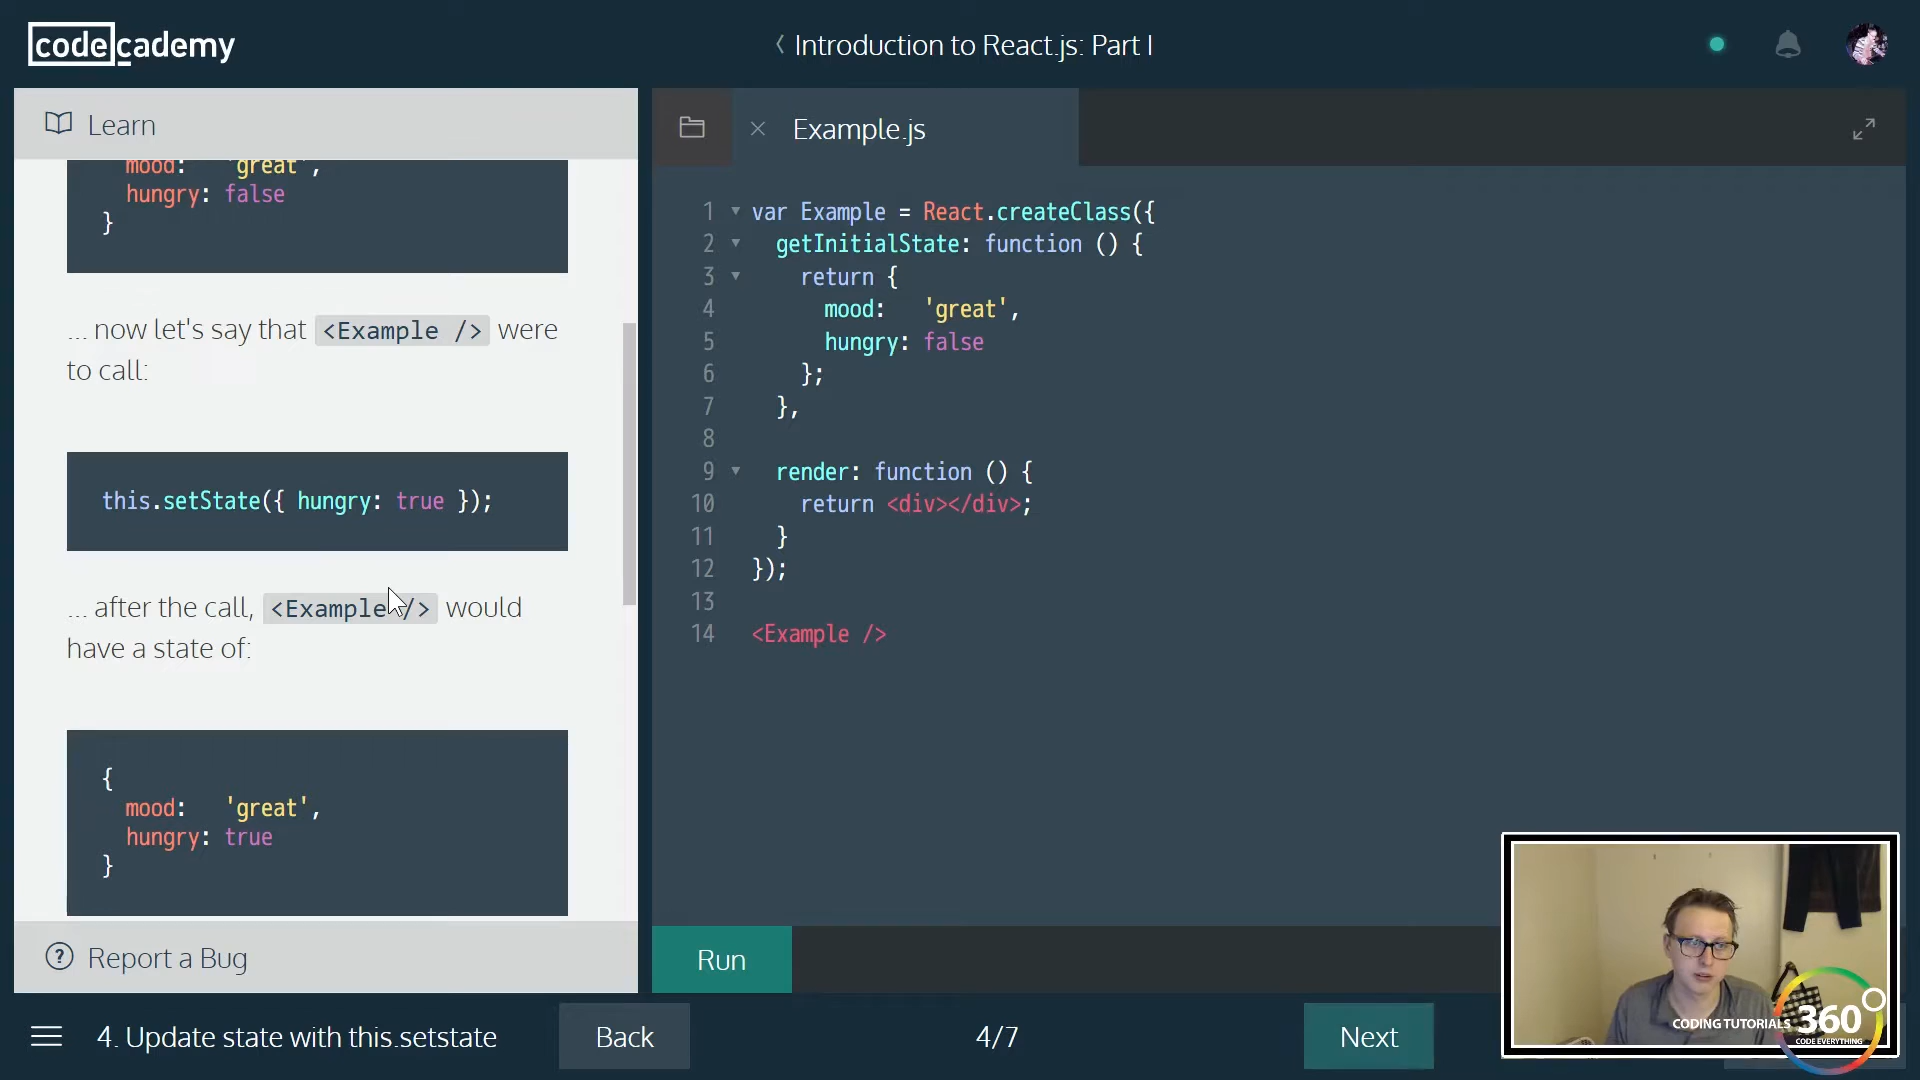 codecademy
Introduction to React.js: Part I
Learn
mood: 'great',
hungry: false
}
... now let's say that <Example /> were
to call:
this.setState({ hungry: true });
... after the call, <Example /> would
have a state of:
{
mood: 'great',
hungry: true
}
Report a Bug
Example.js
1 var Example = React.createClass({
2 getInitialState: function () {
3 return {
4 mood: 'great',
5 hungry: false
6 };
7 },
8
9 render: function () {
10 return <div></div>;
11 }
12 });
13
14 <Example />
Run
CODING TUTORIALS 360
CODE EVERYTHING
4. Update state with this.setstate
Back
4/7
Next